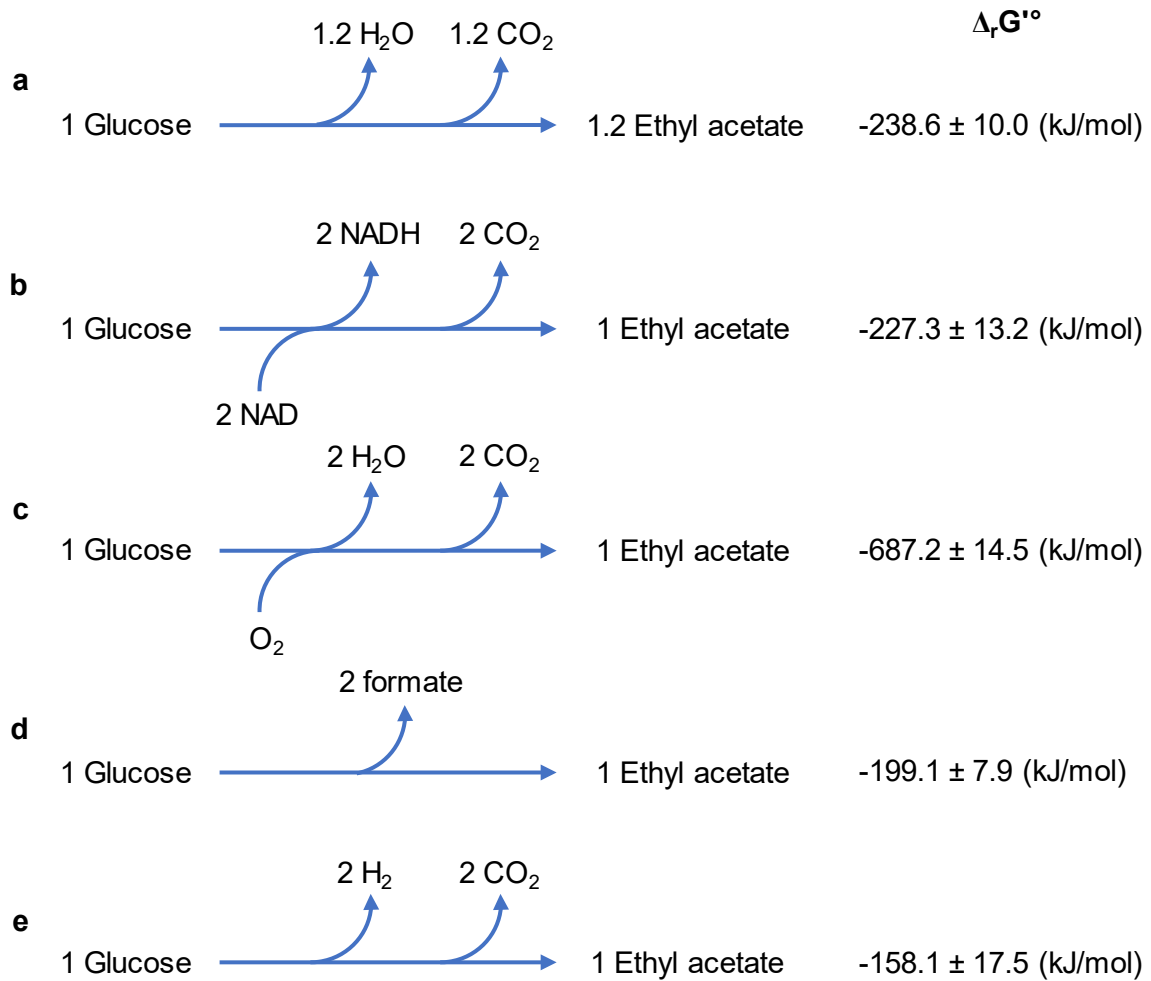 ΔrG'°
1.2 H₂O 1.2 CO₂
a
1 Glucose 1.2 Ethyl acetate -238.6 ± 10.0 (kJ/mol)
2 NADH 2 CO₂
b
1 Glucose 1 Ethyl acetate -227.3 ± 13.2 (kJ/mol)
2 NAD
2 H₂O 2 CO₂
c
1 Glucose 1 Ethyl acetate -687.2 ± 14.5 (kJ/mol)
O₂
2 formate
d
1 Glucose 1 Ethyl acetate -199.1 ± 7.9 (kJ/mol)
2 H₂ 2 CO₂
e
1 Glucose 1 Ethyl acetate -158.1 ± 17.5 (kJ/mol)